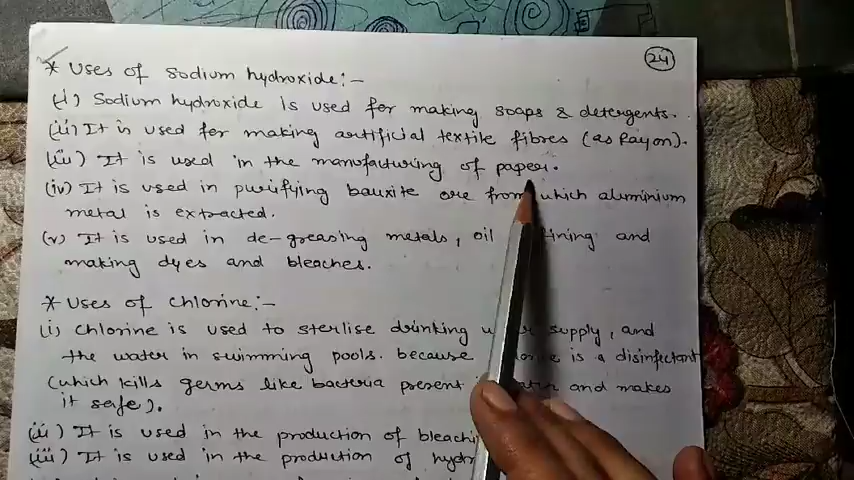 24
* Uses of Sodium hydroxide:-
(i) Sodium hydroxide is used for making soaps & detergents.
(ii) It is used for making artificial textile fibres (as Rayon).
(iii) It is used in the manufacturing of paper.
(iv) It is used in purifying bauxite ore from which aluminium
metal is extracted.
(v) It is used in de-greasing metals, oil fining and
making dyes and bleaches.
* Uses of Chlorine:-
(i) Chlorine is used to sterilise drinking supply, and
the water in swimming pools. because is a disinfectant
(which kills germs like bacteria present and makes
it safe).
(ii) It is used in the production of
(iii) It is used in the production of